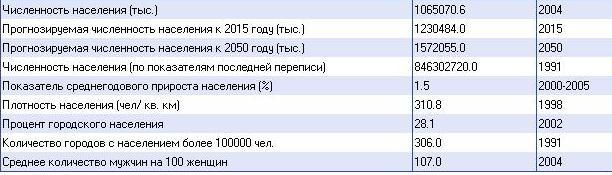 Численность населения (тыс.) 1065070.6 2004
Прогнозируемая численность населения к 2015 году (тыс.) 1230484.0 2015
Прогнозируемая численность населения к 2050 году (тыс.) 1572055.0 2050
Численность населения (по показателям последней переписи) 846302720.0 1991
Показатель среднегодового прироста населения (%) 1.5 2000-2005
Плотность населения (чел/ кв. км) 310.8 1998
Процент городского населения 28.1 2002
Количество городов с населением более 100000 чел. 306.0 1991
Среднее количество мужчин на 100 женщин 107.0 2004